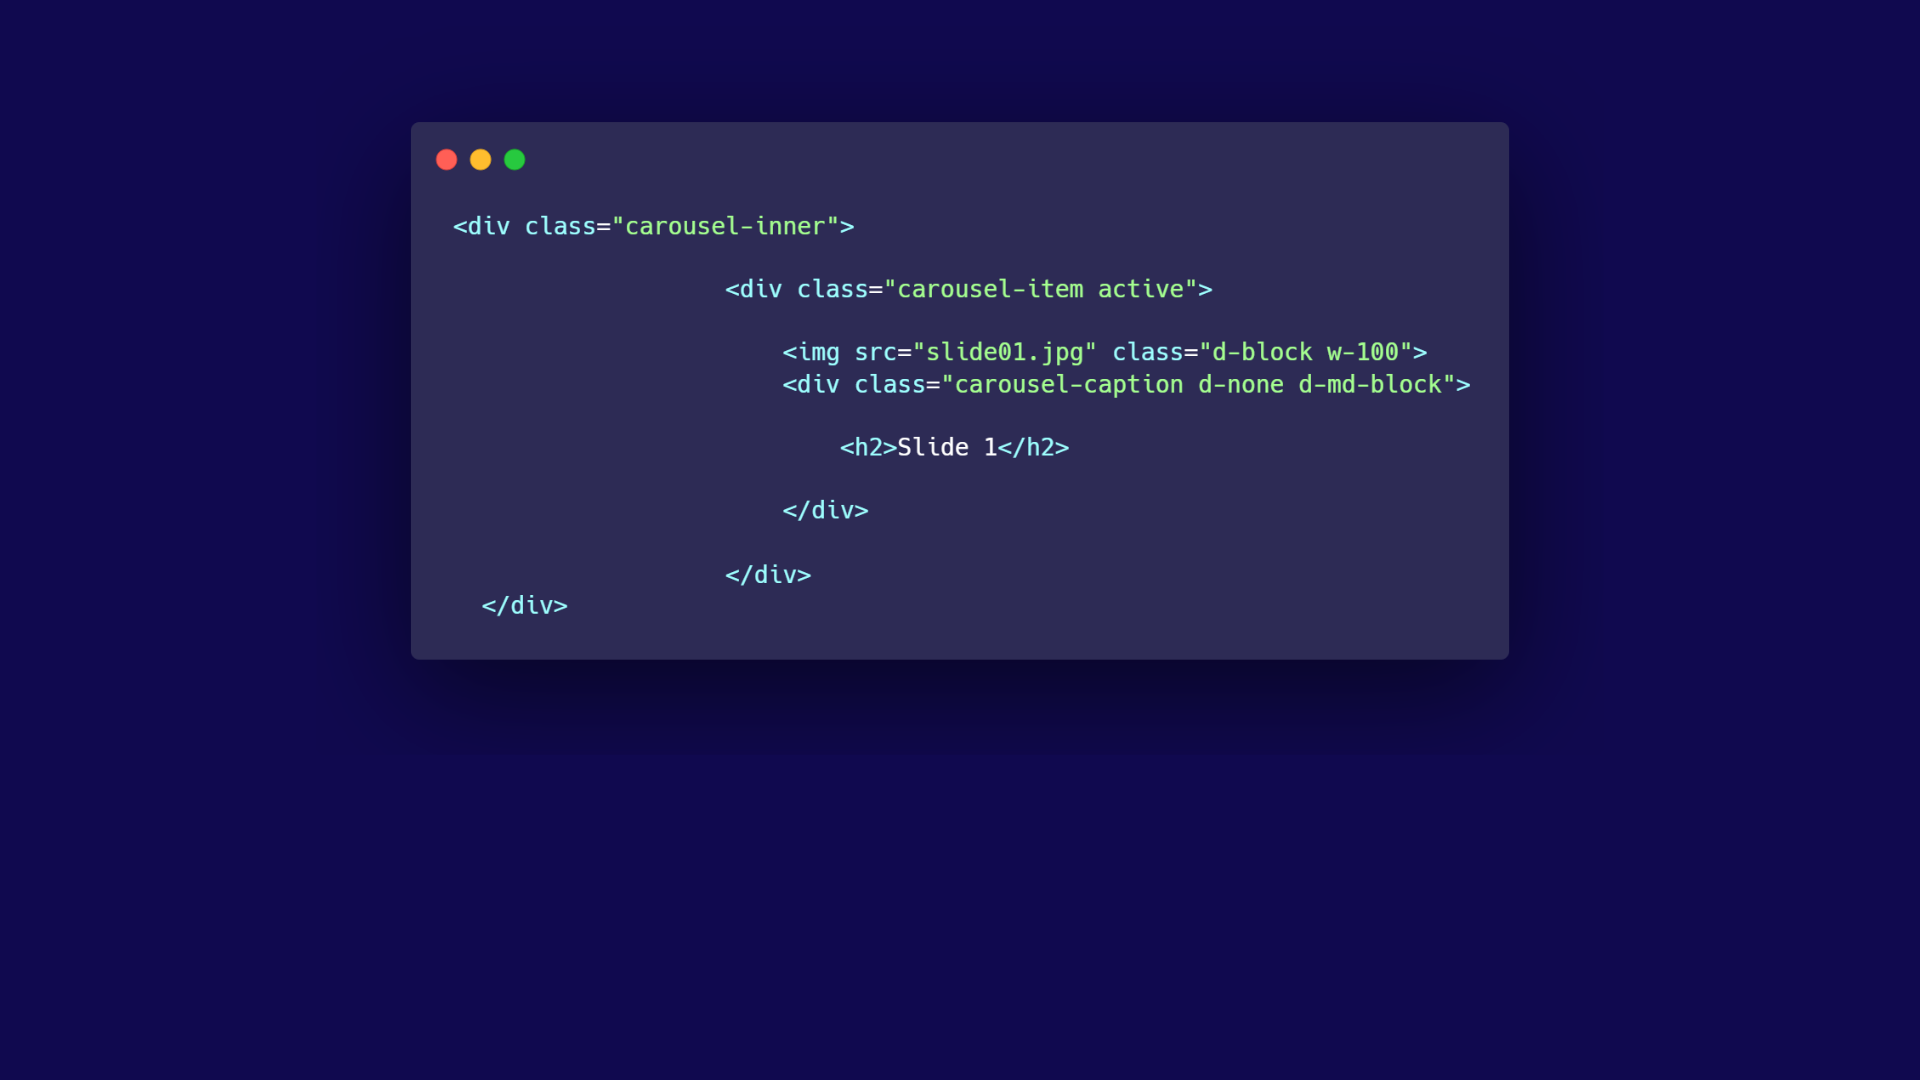 <div class="carousel-inner">
<div class="carousel-item active">
<img src="slide01.jpg" class="d-block w-100">
<div class="carousel-caption d-none d-md-block">
<h2>Slide 1</h2>
</div>
</div>
</div>